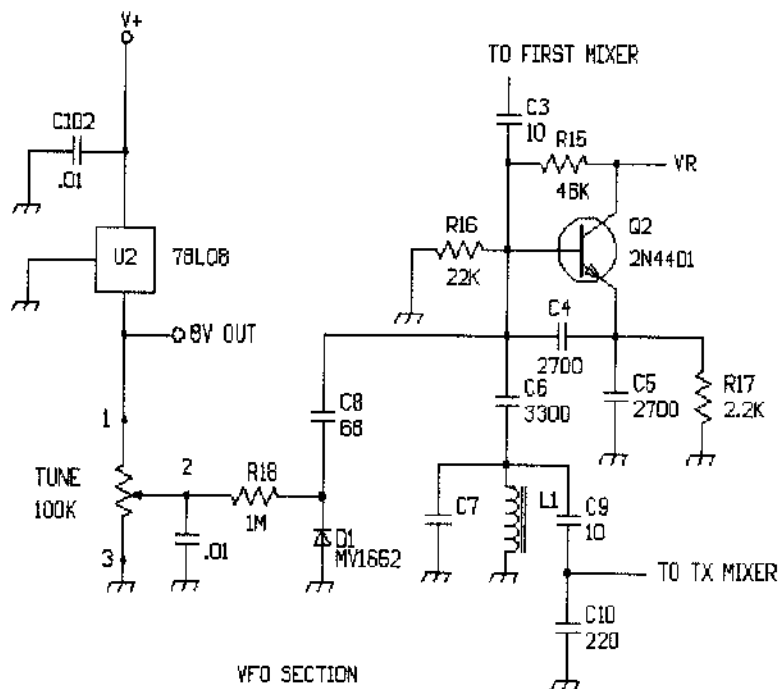 V+
C102
.01
U2
78L08
8V OUT
1
TUNE
100K
2
3
R18
1M
.01
C8
68
D1
MV1662
TO FIRST MIXER
C3
10
R15
46K
VR
R16
22K
Q2
2N4401
C4
2700
C6
3300
C5
2700
R17
2.2K
C7
L1
C9
10
TO TX MIXER
C10
220
VFO SECTION